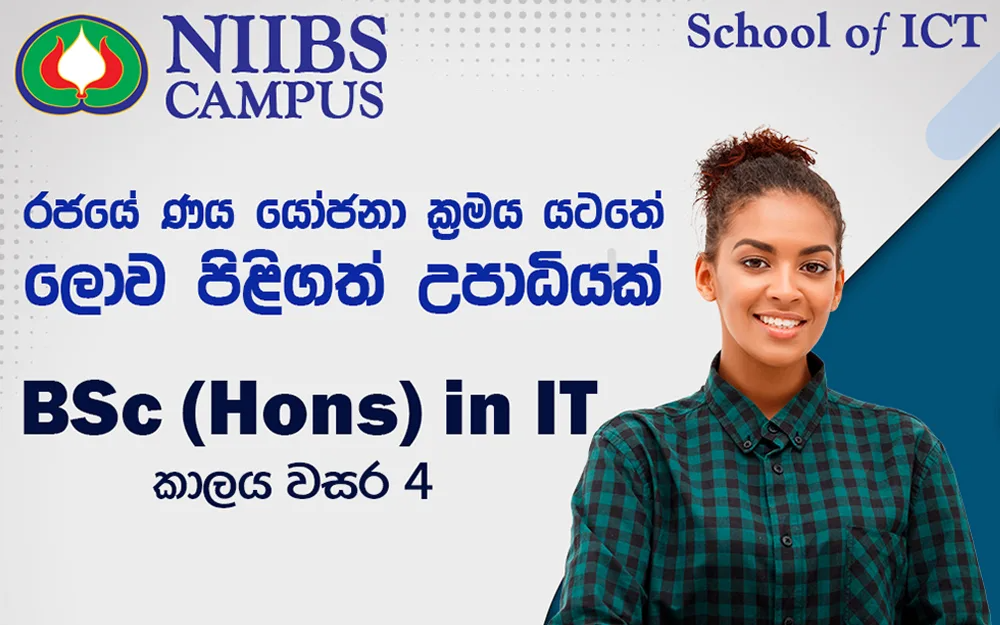 NIIBS
CAMPUS
School of ICT
රජයේ ණය යෝජනා ක්‍රමය යටතේ
ලොව පිළිගත් උපාධියක්
BSc (Hons) in IT
කාලය වසර 4